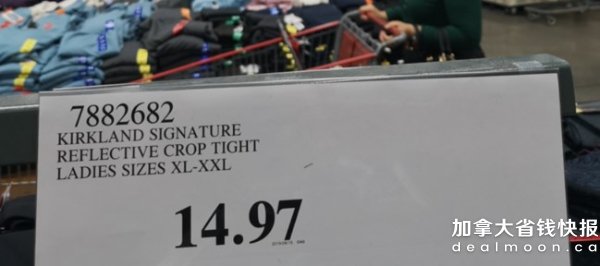 7882682
KIRKLAND SIGNATURE
REFLECTIVE CROP TIGHT
LADIES SIZES XL-XXL
14.97
加拿大省钱快报
dealmoon.ca